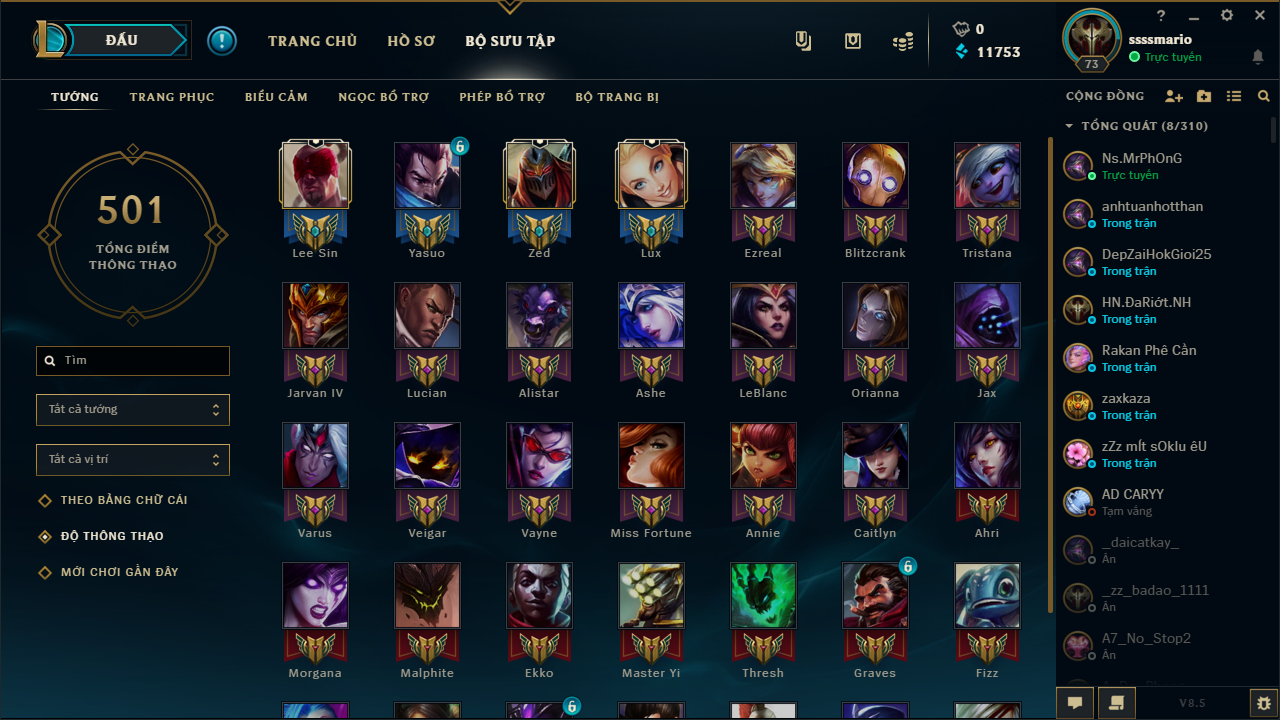 ĐẤU
TRANG CHỦ
HỒ SƠ
BỘ SƯU TẬP
0
11753
73
ssssmario
Trực tuyến
TƯỚNG
TRANG PHỤC
BIỂU CẢM
NGỌC BỔ TRỢ
PHÉP BỔ TRỢ
BỘ TRANG BỊ
501
TỔNG ĐIỂM
THÔNG THẠO
Tìm
Tất cả tướng
Tất cả vị trí
THEO BẢNG CHỮ CÁI
ĐỘ THÔNG THẠO
MỚI CHƠI GẦN ĐÂY
6
Lee Sin
Yasuo
Zed
Lux
Ezreal
Blitzcrank
Tristana
Jarvan IV
Lucian
Alistar
Ashe
LeBlanc
Orianna
Jax
Varus
Veigar
Vayne
Miss Fortune
Annie
Caitlyn
Ahri
6
Morgana
Malphite
Ekko
Master Yi
Thresh
Graves
Fizz
6
CỘNG ĐỒNG
TỔNG QUÁT (8/310)
Ns.MrPhOnG
Trực tuyến
anhtuanhotthan
Trong trận
DepZaiHokGioi25
Trong trận
HN.ĐaRiớt.NH
Trong trận
Rakan Phê Cần
Trong trận
zaxkaza
Trong trận
zZz mÍt sOkIu êU
Trong trận
AD CARYY
Tạm vắng
_daicatkay_
Ẩn
_zz_badao_1111
Ẩn
A7_No_Stop2
Ẩn
V8.5